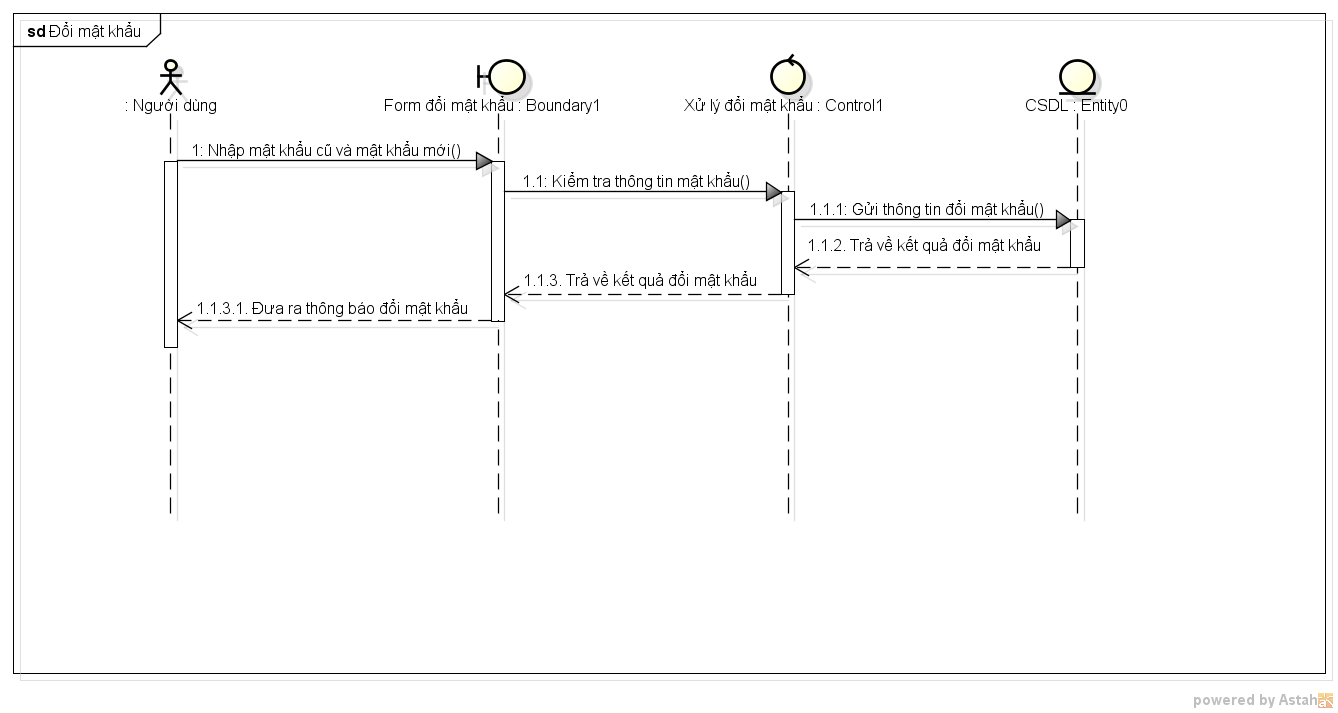 sd Đổi mật khẩu
: Người dùng
Form đổi mật khẩu : Boundary1
Xử lý đổi mật khẩu : Control1
CSDL : Entity0
1: Nhập mật khẩu cũ và mật khẩu mới()
1.1: Kiểm tra thông tin mật khẩu()
1.1.1: Gửi thông tin đổi mật khẩu()
1.1.2. Trả về kết quả đổi mật khẩu
1.1.3. Trả về kết quả đổi mật khẩu
1.1.3.1. Đưa ra thông báo đổi mật khẩu
powered by Astah